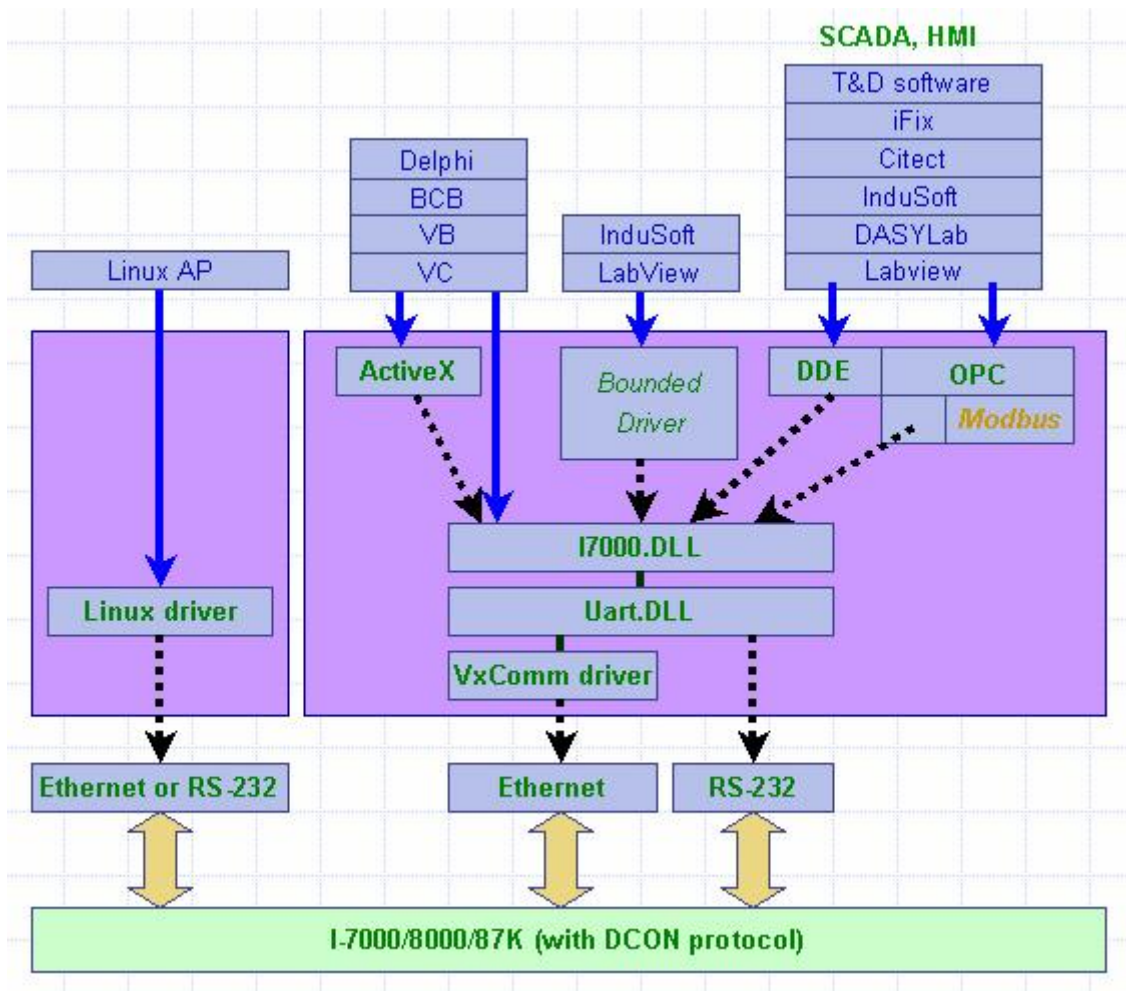 SCADA, HMI
T&D software
iFix
Citect
InduSoft
DASYLab
Labview
Delphi
BCB
VB
VC
InduSoft
LabView
Linux AP
ActiveX
Bounded
Driver
DDE
OPC
Modbus
I7000.DLL
Uart.DLL
VxComm driver
Linux driver
Ethernet or RS-232
Ethernet
RS-232
I-7000/8000/87K (with DCON protocol)